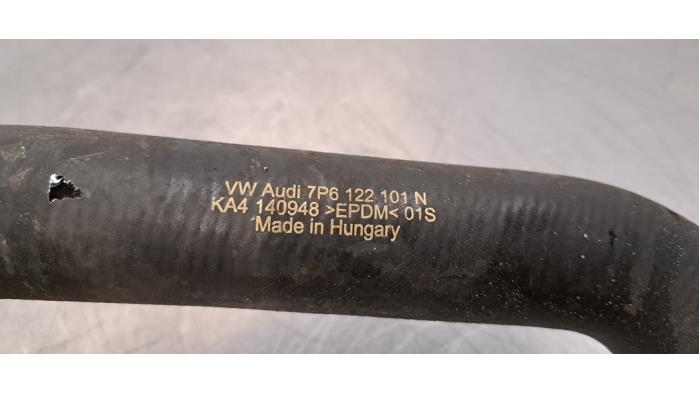 VW Audi 7P6 122 101 N
KA4 140948 >EPDM< 01S
Made in Hungary